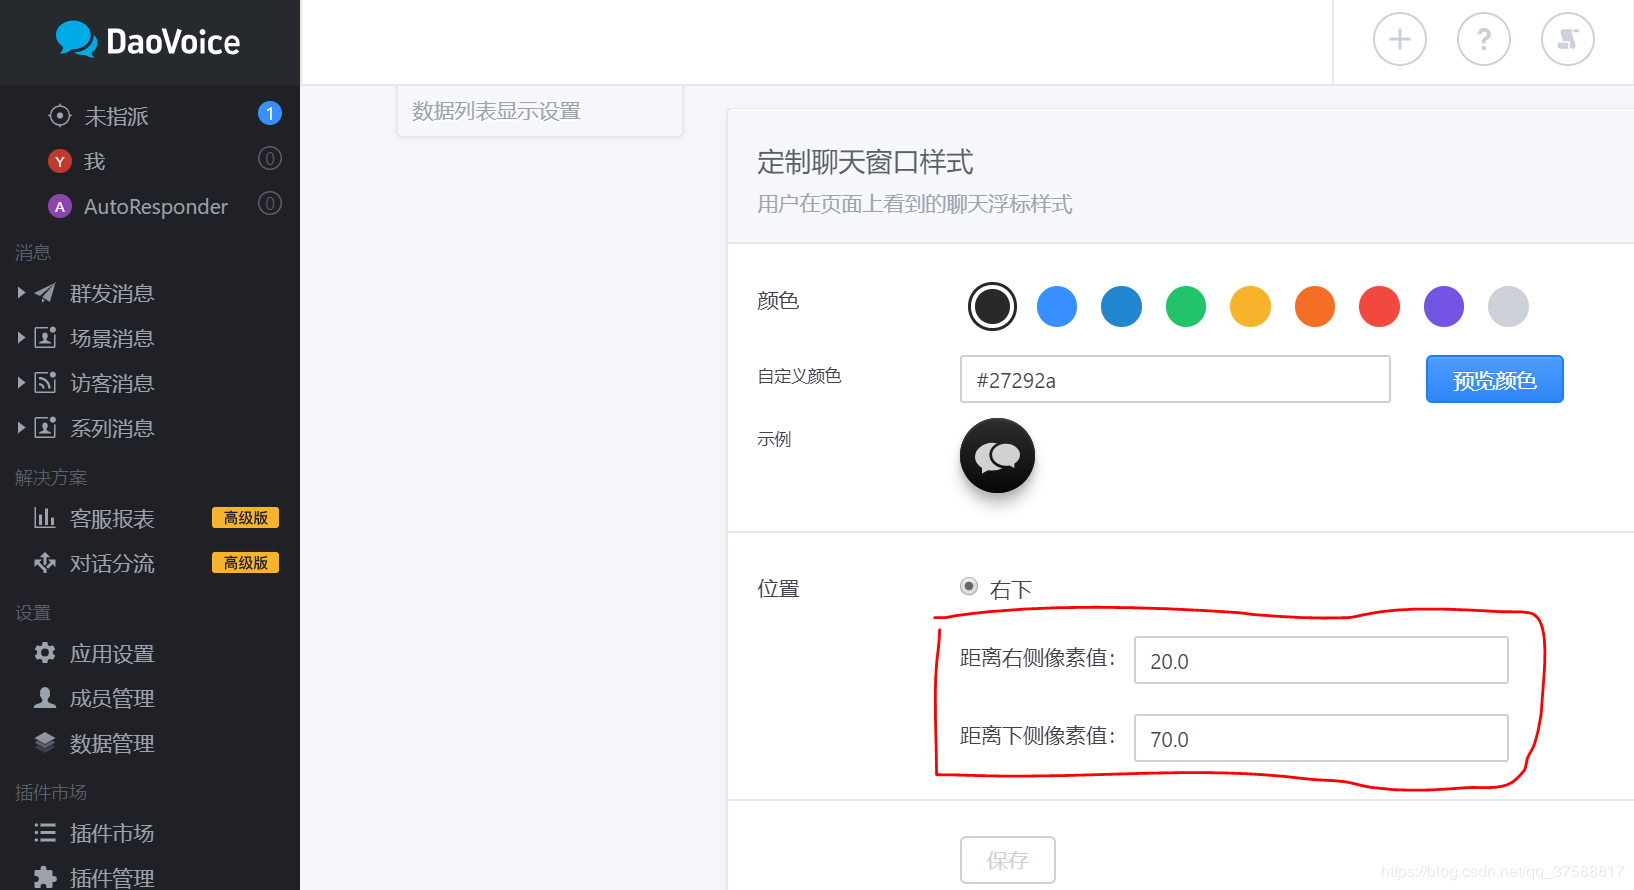 DaoVoice
未指派
1
Y
我
0
A
AutoResponder
0
消息
群发消息
场景消息
访客消息
系列消息
解决方案
客服报表
高级版
对话分流
高级版
设置
应用设置
成员管理
数据管理
插件市场
插件市场
插件管理
?
数据列表显示设置
定制聊天窗口样式
用户在页面上看到的聊天浮标样式
颜色
自定义颜色
#27292a
预览颜色
示例
位置
右下
距离右侧像素值：
20.0
距离下侧像素值：
70.0
保存
https://blog.csdn.net/qq_37588817